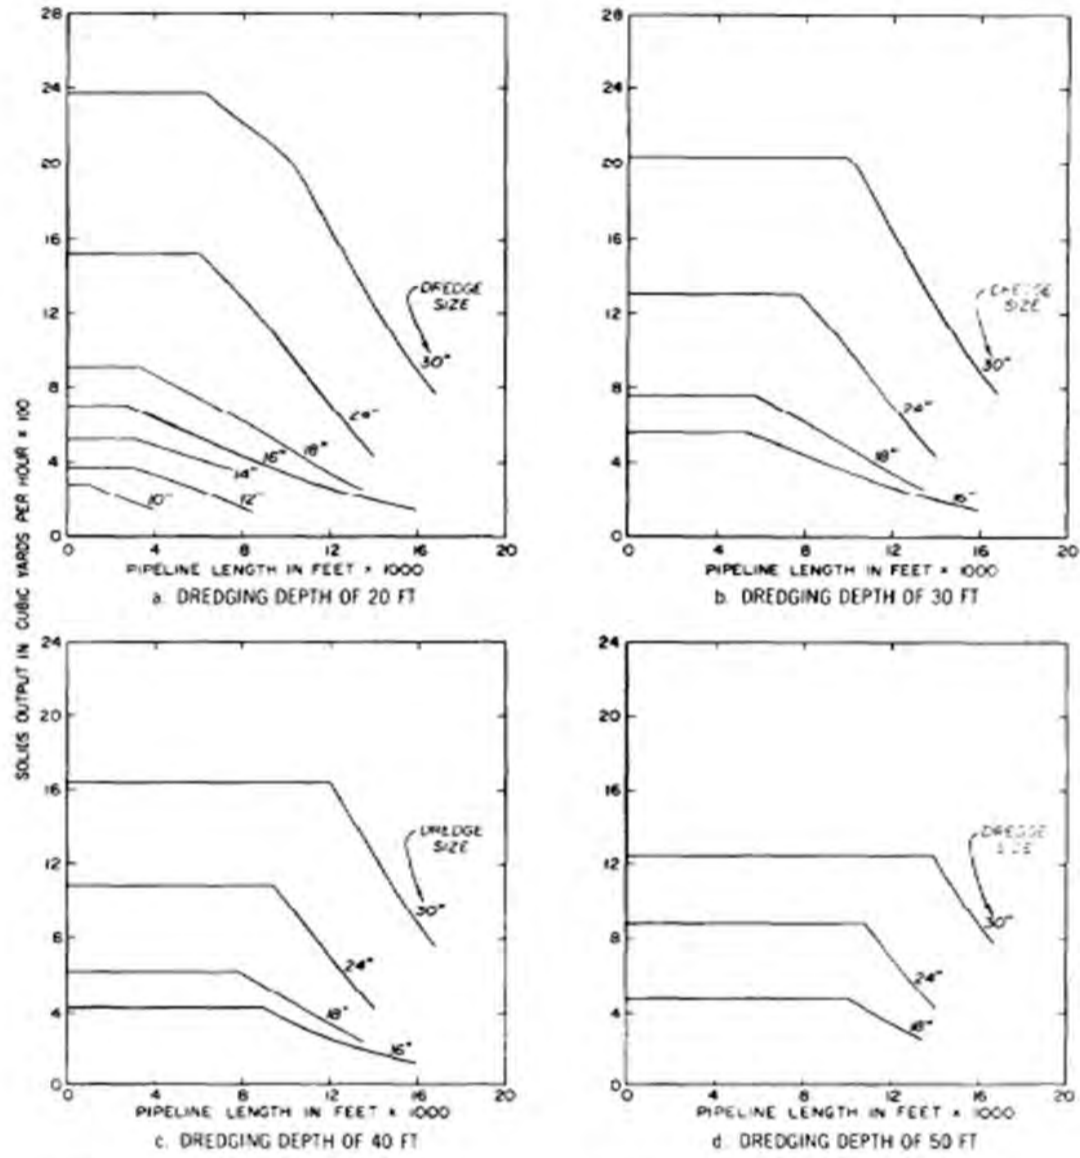 SOLIDS OUTPUT IN CUBIC YARDS PER HOUR × 100
28
24
20
16
12
8
4
0
0 4 8 12 16 20
DREDGE
SIZE
30"
24"
18"
16"
14"
12"
10"
PIPELINE LENGTH IN FEET × 1000
a. DREDGING DEPTH OF 20 FT
28
24
20
16
12
8
4
0
0 4 8 12 16 20
DREDGE
SIZE
30"
24"
18"
16"
PIPELINE LENGTH IN FEET × 1000
b. DREDGING DEPTH OF 30 FT
24
20
16
12
8
4
0
0 4 8 12 16 20
DREDGE
SIZE
30"
24"
18"
16"
PIPELINE LENGTH IN FEET × 1000
c. DREDGING DEPTH OF 40 FT
24
20
16
12
8
4
0
0 4 8 12 16 20
DREDGE
SIZE
30"
24"
18"
PIPELINE LENGTH IN FEET × 1000
d. DREDGING DEPTH OF 50 FT